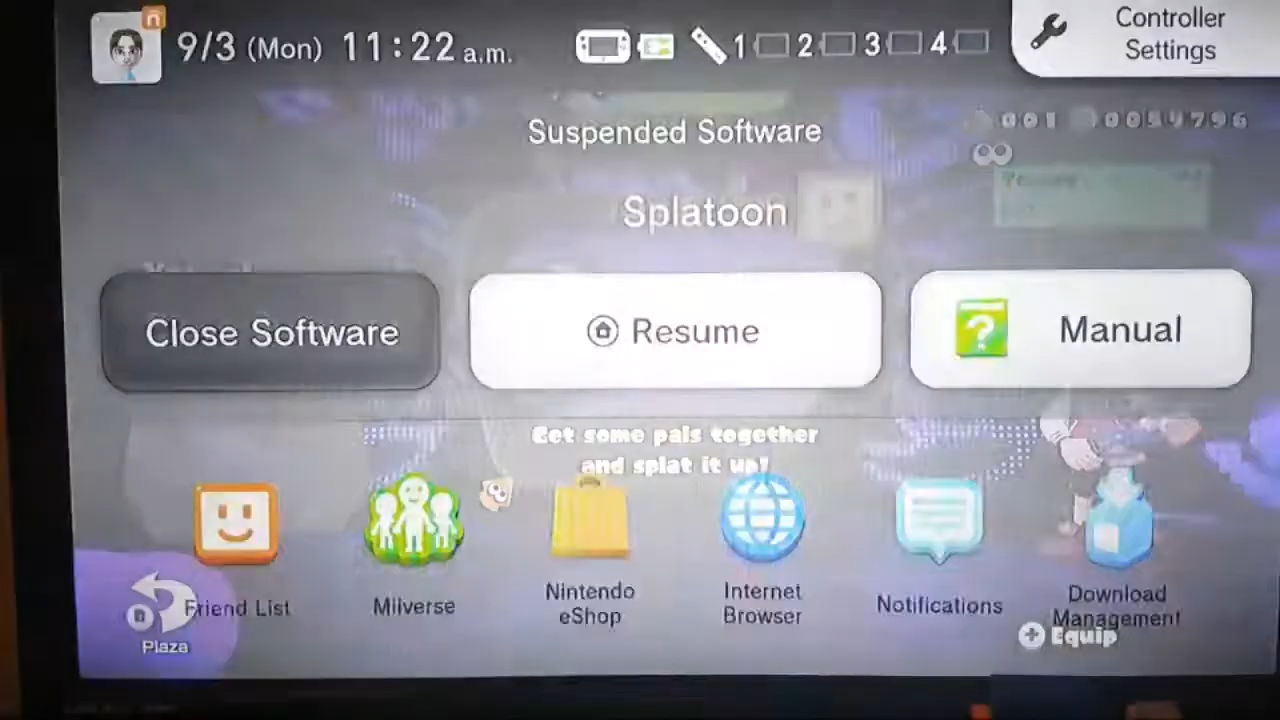 n
9/3 (Mon) 11:22 a.m.
1 2 3 4
Controller
Settings
Suspended Software
001 0054796
Splatoon
Close Software
Resume
? Manual
Get some pals together
and splat it up!
Friend List
Miiverse
Nintendo
eShop
Internet
Browser
Notifications
Download
Management
Plaza
+ Equip